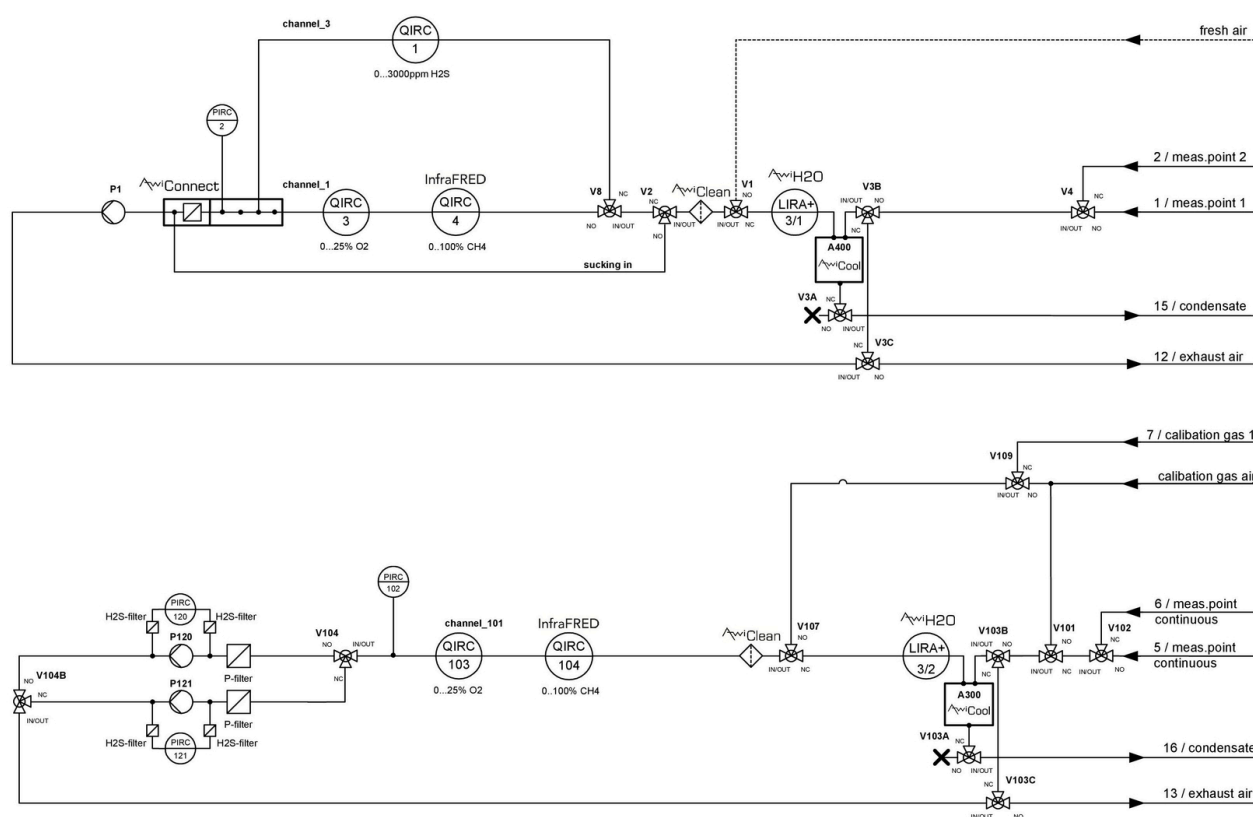 channel_3
QIRC
1
0...3000ppm H2S
fresh air
PIRC
2
2 / meas.point 2
AwiConnect
P1
channel_1
InfraFRED
QIRC
3
0...25% O2
QIRC
4
0..100% CH4
V8
NC
NO
IN/OUT
V2
NC
NO
IN/OUT
AwiClean
V1
NO
NC
IN/OUT
AwiH2O
LIRA+
3/1
V3B
IN/OUT
NO
NC
V4
NC
IN/OUT
NO
1 / meas.point 1
A400
AwiCool
sucking in
V3A
NC
NO
IN/OUT
15 / condensate
V3C
NC
IN/OUT
NO
12 / exhaust air
7 / calibation gas 1
V109
NC
IN/OUT
NO
calibation gas air
6 / meas.point
continuous
5 / meas.point
continuous
H2S-filter
PIRC
120
H2S-filter
P120
P-filter
V104
NO
IN/OUT
NC
PIRC
102
channel_101
QIRC
103
0...25% O2
InfraFRED
QIRC
104
0..100% CH4
AwiClean
V107
NO
IN/OUT
NC
AwiH2O
LIRA+
3/2
V103B
IN/OUT
NO
NC
V101
NO
IN/OUT
NC
V102
NC
IN/OUT
NO
V104B
NO
NC
IN/OUT
P121
P-filter
H2S-filter
PIRC
121
H2S-filter
A300
AwiCool
V103A
NC
NO
IN/OUT
16 / condensate
V103C
NC
IN/OUT
NO
13 / exhaust air